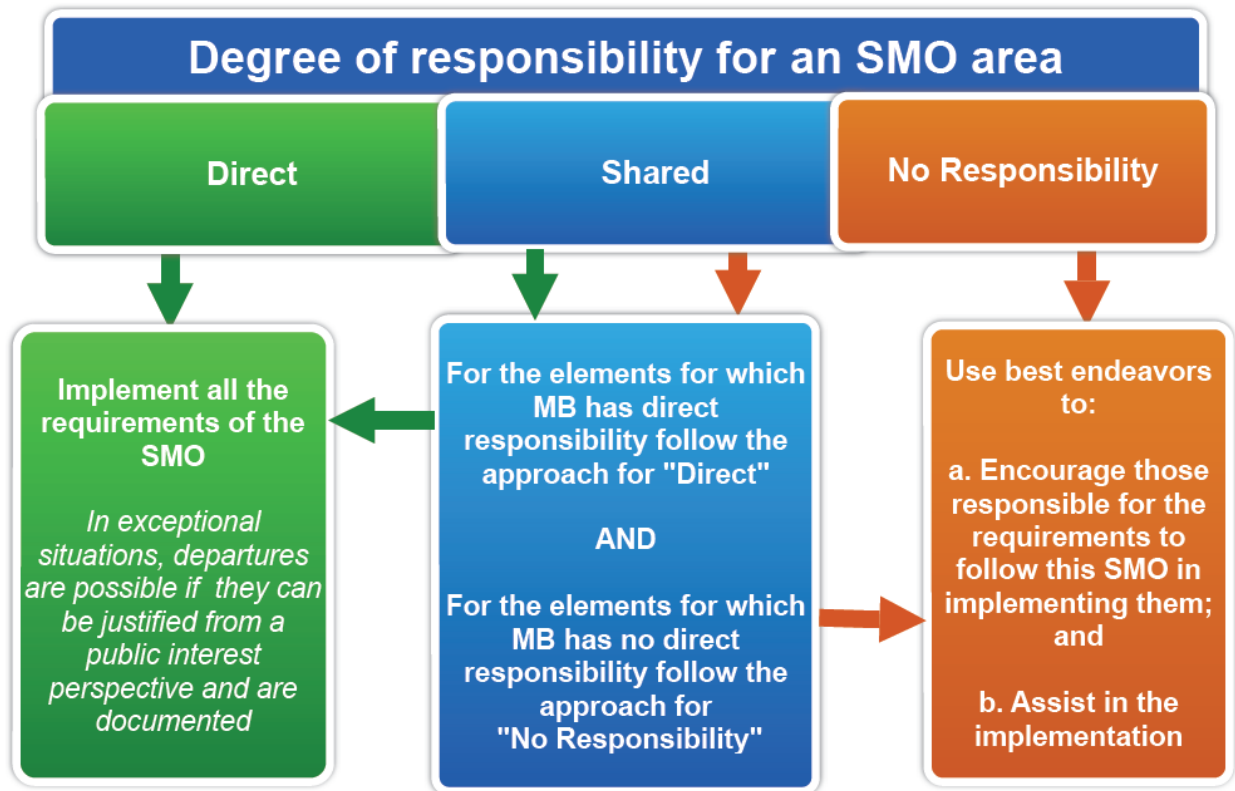 Degree of responsibility for an SMO area
Direct
Shared
No Responsibility
Implement all the
requirements of the
SMO
In exceptional
situations, departures
are possible if they can
be justified from a
public interest
perspective and are
documented
For the elements for which
MB has direct
responsibility follow the
approach for "Direct"
AND
For the elements for which
MB has no direct
responsibility follow the
approach for
"No Responsibility"
Use best endeavors
to:
a. Encourage those
responsible for the
requirements to
follow this SMO in
implementing them;
and
b. Assist in the
implementation